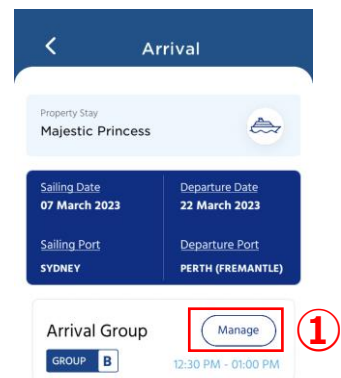 Arrival
Property Stay
Majestic Princess
Sailing Date Departure Date
07 March 2023 22 March 2023
Sailing Port Departure Port
SYDNEY PERTH (FREMANTLE)
Arrival Group Manage ①
GROUP B 12:30 PM - 01:00 PM